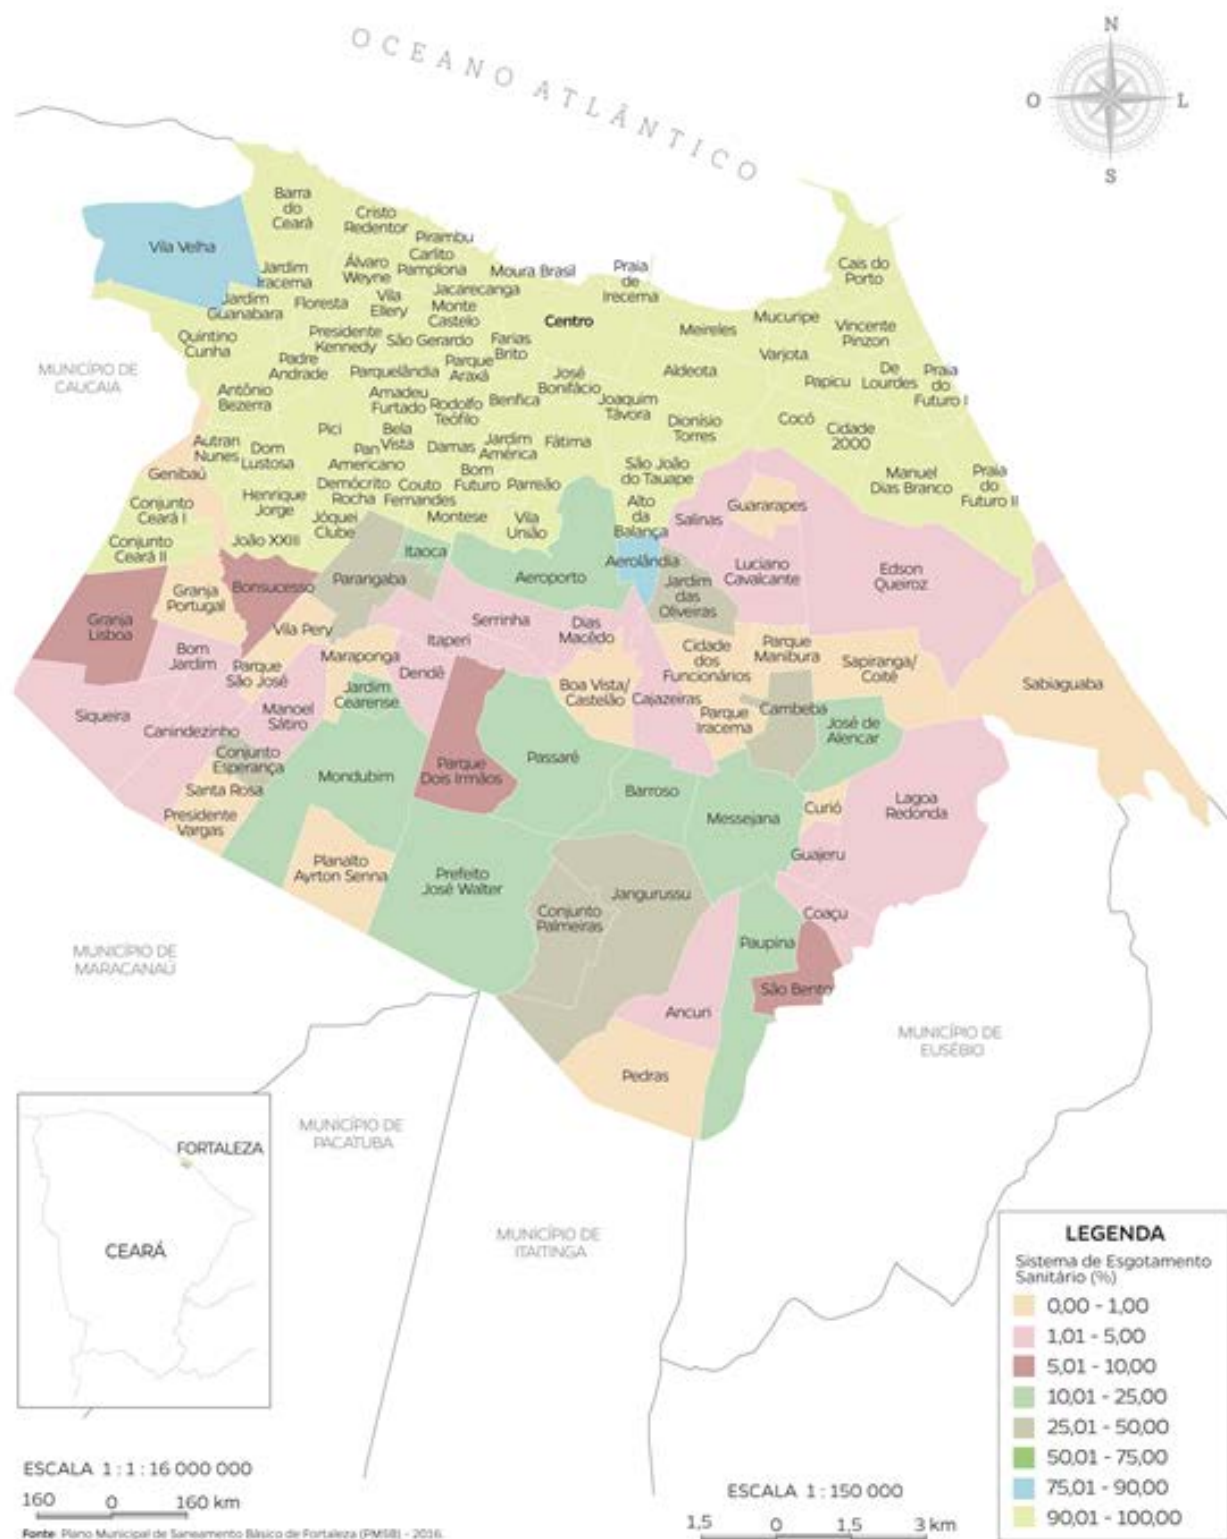 OCEANO ATLÂNTICO
N
O
L
S
Barra
do
Ceará
Cristo
Redentor
Pirambu
Vila Velha
Jardim
Iracema
Álvaro
Weyne
Carlito
Pamplona
Moura Brasil
Praia
de
Irecema
Cais do
Porto
Jardim
Guanabara
Floresta
Vila
Ellery
Jacarecanga
Monte
Castelo
Centro
Meireles
Mucuripe
Vincente
Pinzon
Quintino
Cunha
Presidente
Kennedy
São Gerardo
Farias
Brito
Varjota
MUNICÍPIO DE
CAUCAIA
Padre
Andrade
Parquelândia
Parque
Araxá
José
Bonifácio
Aldeota
Papicu
De
Lourdes
Praia
do
Futuro I
Antônio
Bezerra
Amadeu
Furtado
Rodolfo
Teófilo
Benfica
Joaquim
Távora
Dionísio
Torres
Cocó
Cidade
2000
Autran
Nunes
Dom
Lustosa
Pici
Bela
Vista
Pan
Americano
Damas
Jardim
América
Fátima
Genibaú
Demócrito
Rocha
Couto
Fernandes
Bom
Futuro
Parreão
São João
do Tauape
Manuel
Dias Branco
Praia
do
Futuro II
Conjunto
Ceará I
Henrique
Jorge
Jóquei
Clube
Montese
Vila
União
Alto
da
Balança
Salinas
Guararapes
Conjunto
Ceará II
João XXIII
Itaoca
Aerolândia
Luciano
Cavalcante
Edson
Queiroz
Granja
Portugal
Bonsucesso
Parangaba
Aeroporto
Jardim
das
Oliveiras
Granja
Lisboa
Vila Pery
Serrinha
Dias
Macêdo
Itaperi
Bom
Jardim
Parque
São José
Maraponga
Dendê
Cidade
dos
Funcionários
Parque
Manibura
Sapiranga/
Coité
Sabiaguaba
Siqueira
Canindezinho
Manoel
Sátiro
Jardim
Cearense
Boa Vista/
Castelão
Cajazeiras
Parque
Iracema
Cambeba
José de
Alencar
Conjunto
Esperança
Mondubim
Parque
Dois Irmãos
Passaré
Santa Rosa
Barroso
Messejana
Curió
Lagoa
Redonda
Presidente
Vargas
Planalto
Ayrton Senna
Prefeito
José Walter
Guajeru
Jangurussu
Conjunto
Palmeiras
Coaçu
Paupina
MUNICÍPIO DE
MARACANAÚ
São Bento
Ancuri
MUNICÍPIO DE
EUSÉBIO
Pedras
MUNICÍPIO DE
PACATUBA
MUNICÍPIO DE
ITAITINGA
FORTALEZA
CEARÁ
LEGENDA
Sistema de Esgotamento
Sanitário (%)
0,00 - 1,00
1,01 - 5,00
5,01 - 10,00
10,01 - 25,00
25,01 - 50,00
50,01 - 75,00
75,01 - 90,00
90,01 - 100,00
ESCALA 1 : 1 : 16 000 000
160 0 160 km
ESCALA 1 : 150 000
1,5 0 1,5 3 km
Fonte: Plano Municipal de Saneamento Básico de Fortaleza (PMSB) - 2016.